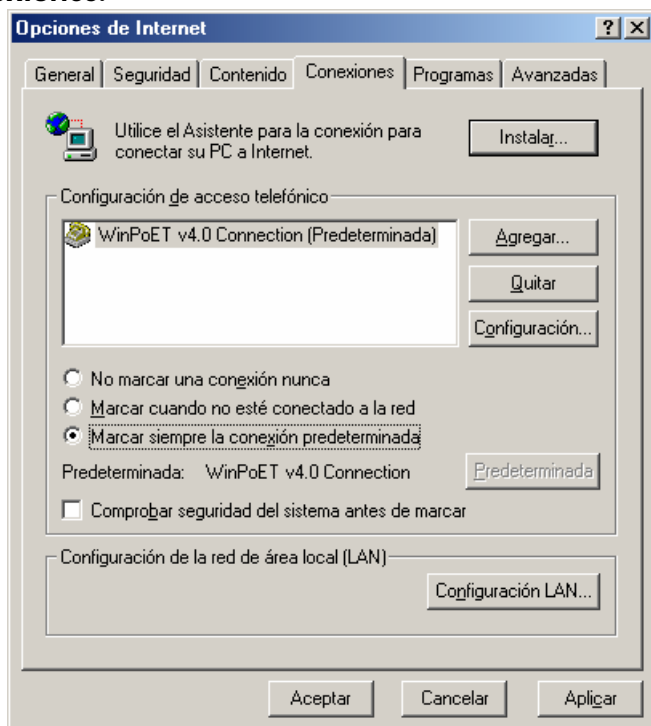 Opciones de Internet
General Seguridad Contenido Conexiones Programas Avanzadas
Utilice el Asistente para la conexión para
conectar su PC a Internet.
Instalar...
Configuración de acceso telefónico
WinPoET v4.0 Connection (Predeterminada)
Agregar...
Quitar
Configuración...
No marcar una conexión nunca
Marcar cuando no esté conectado a la red
Marcar siempre la conexión predeterminada
Predeterminada: WinPoET v4.0 Connection
Predeterminada
Comprobar seguridad del sistema antes de marcar
Configuración de la red de área local (LAN)
Configuración LAN...
Aceptar Cancelar Aplicar